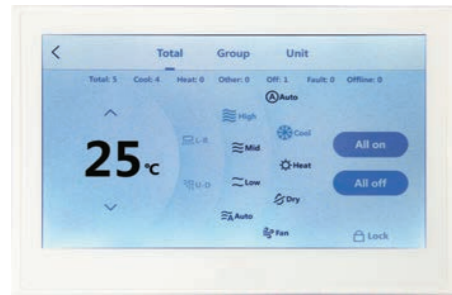 Total Group Unit
Total: 5 Cool: 4 Heat: 0 Other: 0 Off: 1 Fault: 0 Offline: 0
A Auto
High
L-R
Cool
All on
25°C
Mid
Heat
U-D
Low
All off
Dry
A Auto
Fan
Lock